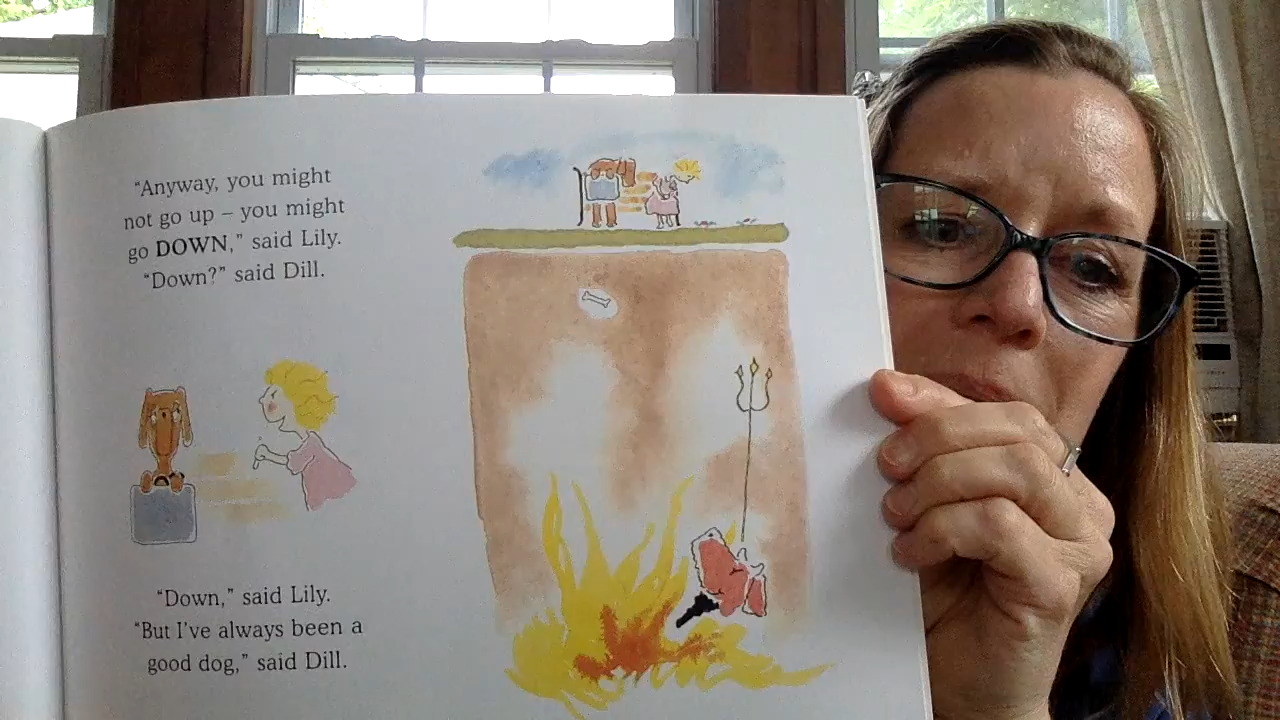 "Anyway, you might
not go up – you might
go DOWN," said Lily.
"Down?" said Dill.
"Down," said Lily.
"But I've always been a
good dog," said Dill.